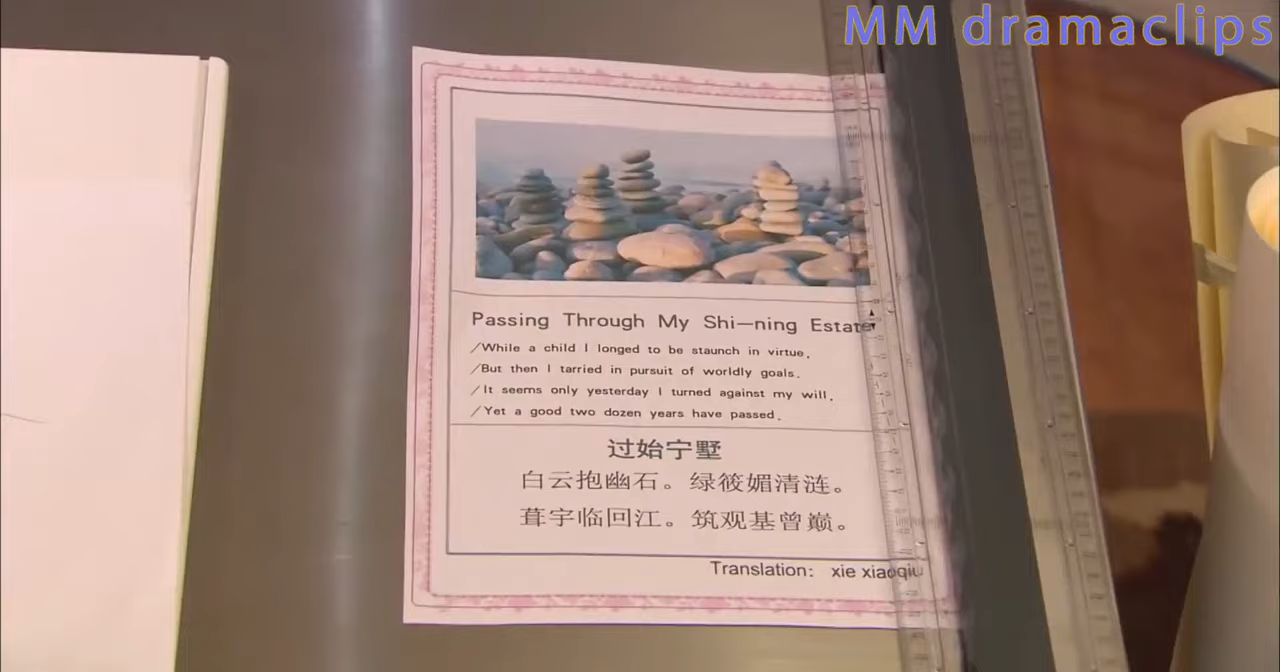 MM dramaclips
Passing Through My Shi—ning Estate
/While a child I longed to be staunch in virtue,
/But then I tarried in pursuit of worldly goals.
/It seems only yesterday I turned against my will,
/Yet a good two dozen years have passed.
过始宁墅
白云抱幽石。绿筱媚清涟。
葺宇临回江。筑观基曾巅。
Translation: xie xiaoqiu